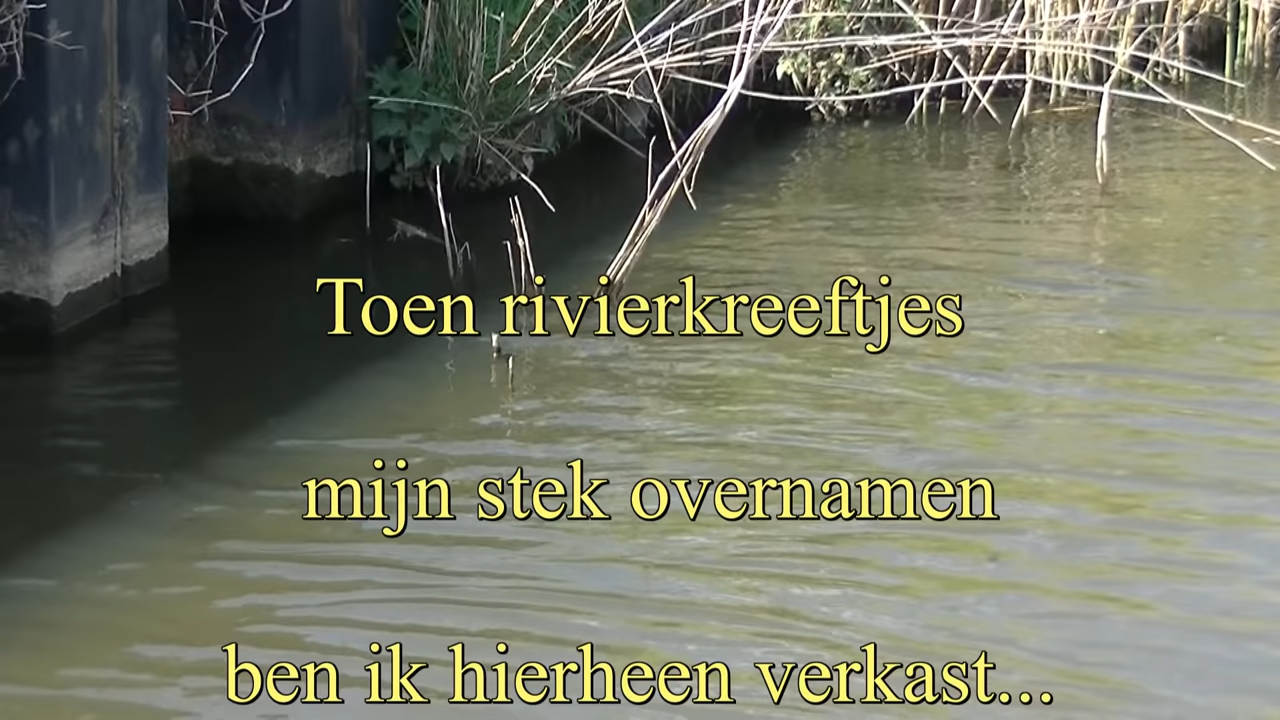 Toen rivierkreeftjes
mijn stek overnamen
ben ik hierheen verkast...